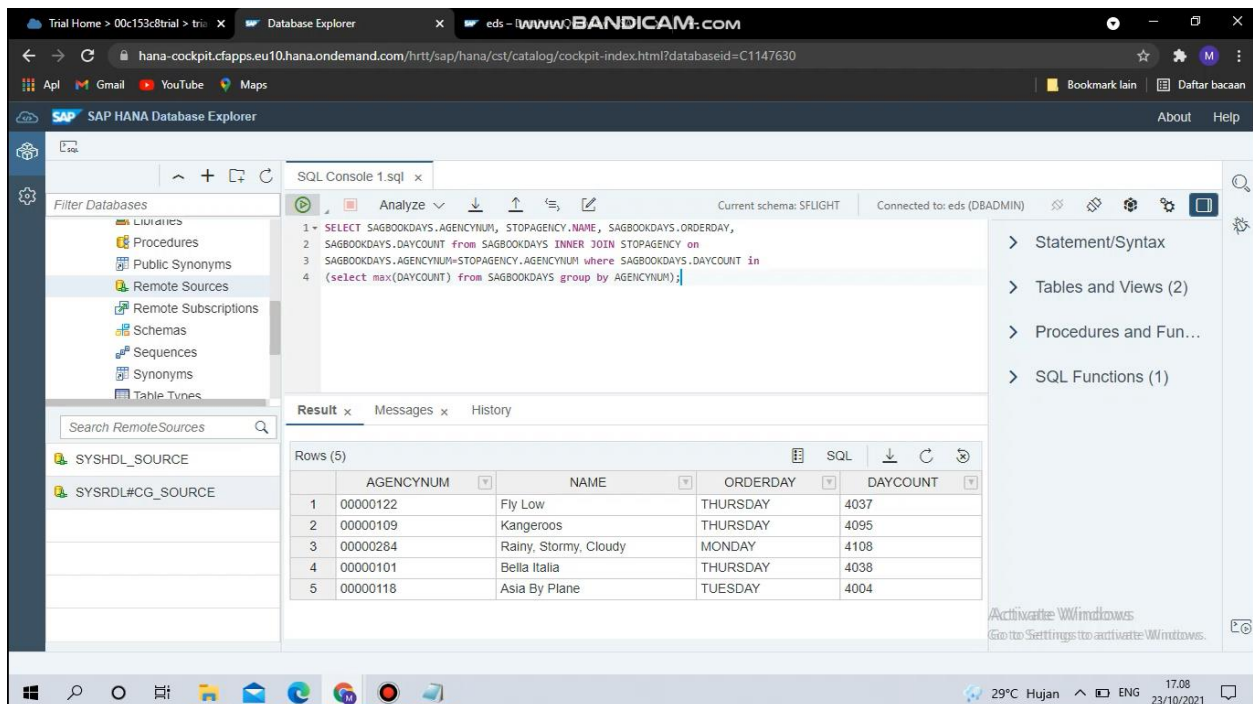 Trial Home > 00c153c8trial > tria
Database Explorer
eds –
www.BANDICAM.COM
hana-cockpit.cfapps.eu10.hana.ondemand.com/hrtt/sap/hana/cst/catalog/cockpit-index.html?databaseid=C1147630
M
Apl
Gmail
YouTube
Maps
Bookmark lain
Daftar bacaan
SAP
SAP HANA Database Explorer
About
Help
SQL Console 1.sql
Filter Databases
Analyze
Current schema: SFLIGHT
Connected to: eds (DBADMIN)
Libraries
Procedures
Public Synonyms
Remote Sources
Remote Subscriptions
Schemas
Sequences
Synonyms
Table Types
1 SELECT SAGBOOKDAYS.AGENCYNUM, STOPAGENCY.NAME, SAGBOOKDAYS.ORDERDAY,
2 SAGBOOKDAYS.DAYCOUNT from SAGBOOKDAYS INNER JOIN STOPAGENCY on
3 SAGBOOKDAYS.AGENCYNUM=STOPAGENCY.AGENCYNUM where SAGBOOKDAYS.DAYCOUNT in
4 (select max(DAYCOUNT) from SAGBOOKDAYS group by AGENCYNUM);
Statement/Syntax
Tables and Views (2)
Procedures and Fun...
SQL Functions (1)
Search RemoteSources
SYSHDL_SOURCE
SYSRDL#CG_SOURCE
Result
Messages
History
Rows (5)
SQL
AGENCYNUM NAME ORDERDAY DAYCOUNT
1 00000122 Fly Low THURSDAY 4037
2 00000109 Kangeroos THURSDAY 4095
3 00000284 Rainy, Stormy, Cloudy MONDAY 4108
4 00000101 Bella Italia THURSDAY 4038
5 00000118 Asia By Plane TUESDAY 4004
Activate Windows
Go to Settings to activate Windows.
29°C Hujan
ENG
17.08
23/10/2021